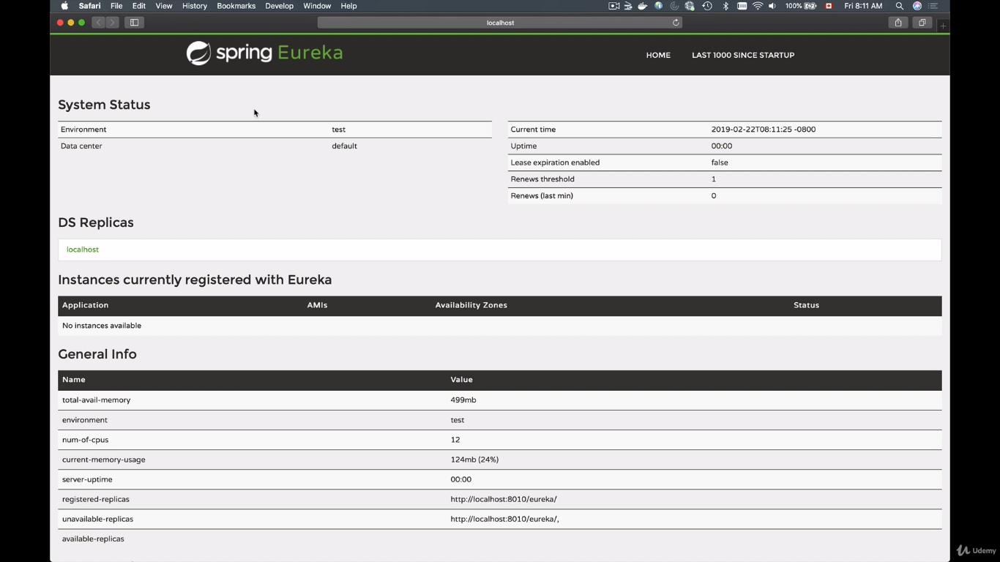 Safari File Edit View History Bookmarks Develop Window Help 100% Fri 8:11 AM
localhost
spring Eureka HOME LAST 1000 SINCE STARTUP
System Status
Environment test
Data center default
Current time 2019-02-22T08:11:25 -0800
Uptime 00:00
Lease expiration enabled false
Renews threshold 1
Renews (last min) 0
DS Replicas
localhost
Instances currently registered with Eureka
Application AMIs Availability Zones Status
No instances available
General Info
Name Value
total-avail-memory 499mb
environment test
num-of-cpus 12
current-memory-usage 124mb (24%)
server-uptime 00:00
registered-replicas http://localhost:8010/eureka/
unavailable-replicas http://localhost:8010/eureka/,
available-replicas
Udemy